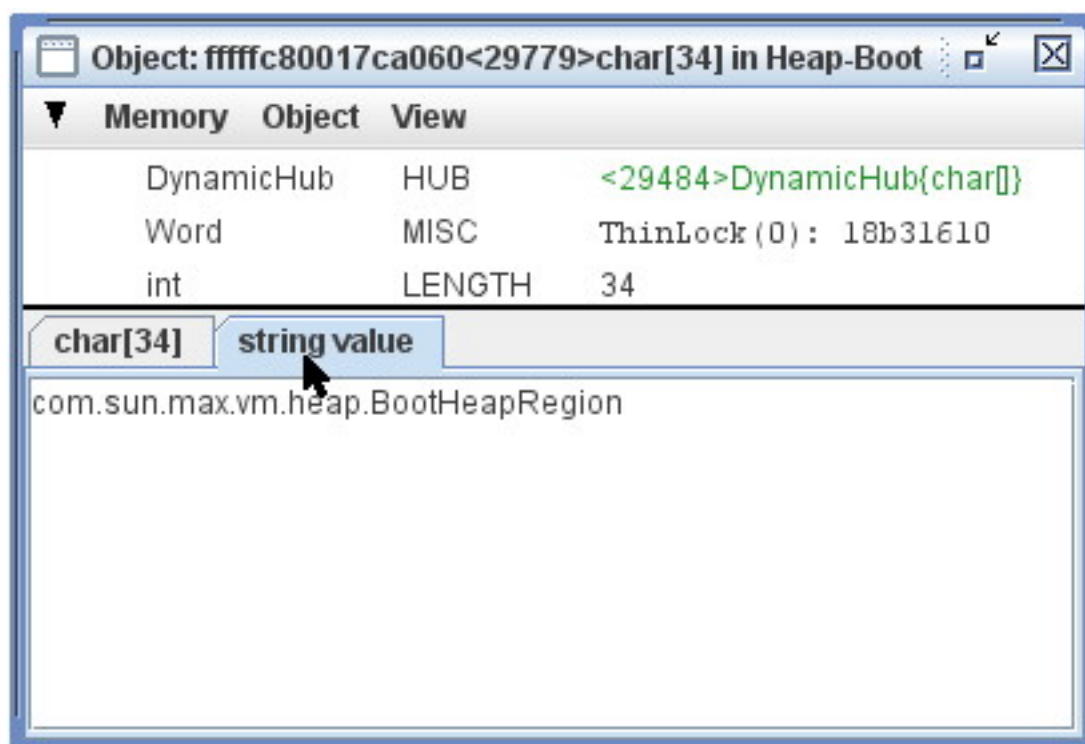 Object: fffffc80017ca060<29779>char[34] in Heap-Boot
Memory Object View
DynamicHub HUB <29484>DynamicHub{char[]}
Word MISC ThinLock(0): 18b31610
int LENGTH 34
char[34] string value
com.sun.max.vm.heap.BootHeapRegion